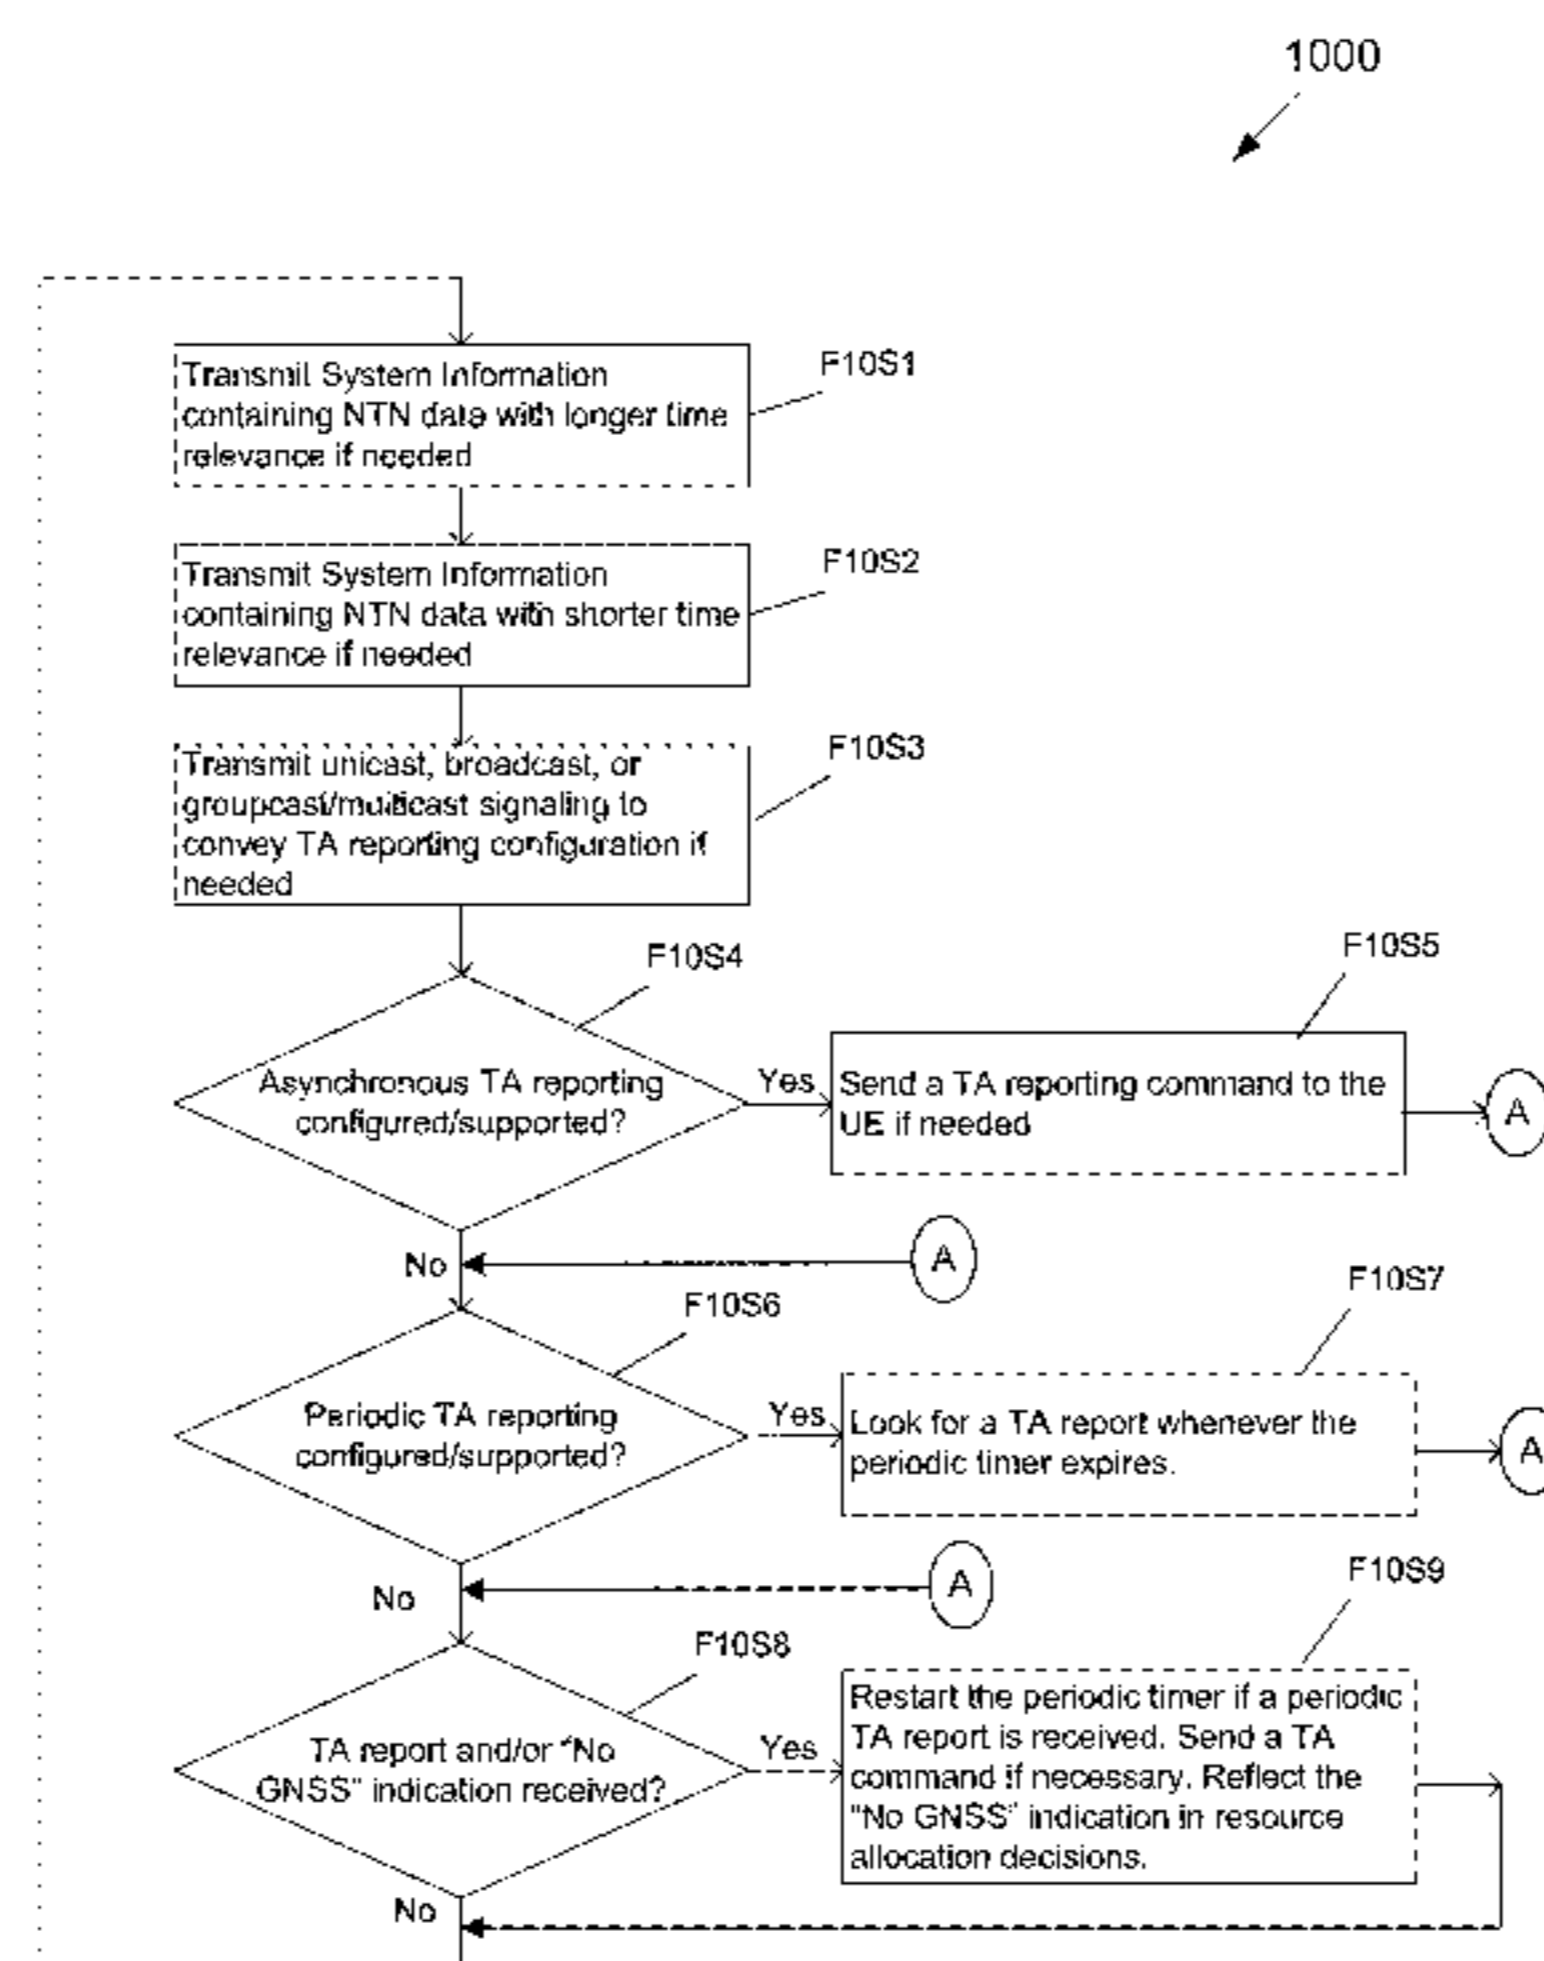 1000
Transmit System Information
containing NTN data with longer time
relevance if needed
F10S1
Transmit System Information
containing NTN data with shorter time
relevance if needed
F10S2
Transmit unicast, broadcast, or
groupcast/multicast signaling to
convey TA reporting configuration if
needed
F10S3
F10S4
Asynchronous TA reporting
configured/supported?
Yes
F10S5
Send a TA reporting command to the
UE if needed
A
No
A
F10S6
Periodic TA reporting
configured/supported?
Yes
F10S7
Look for a TA report whenever the
periodic timer expires.
A
No
A
F10S8
TA report and/or “No
GNSS” indication received?
Yes
F10S9
Restart the periodic timer if a periodic
TA report is received. Send a TA
command if necessary. Reflect the
“No GNSS” indication in resource
allocation decisions.
No